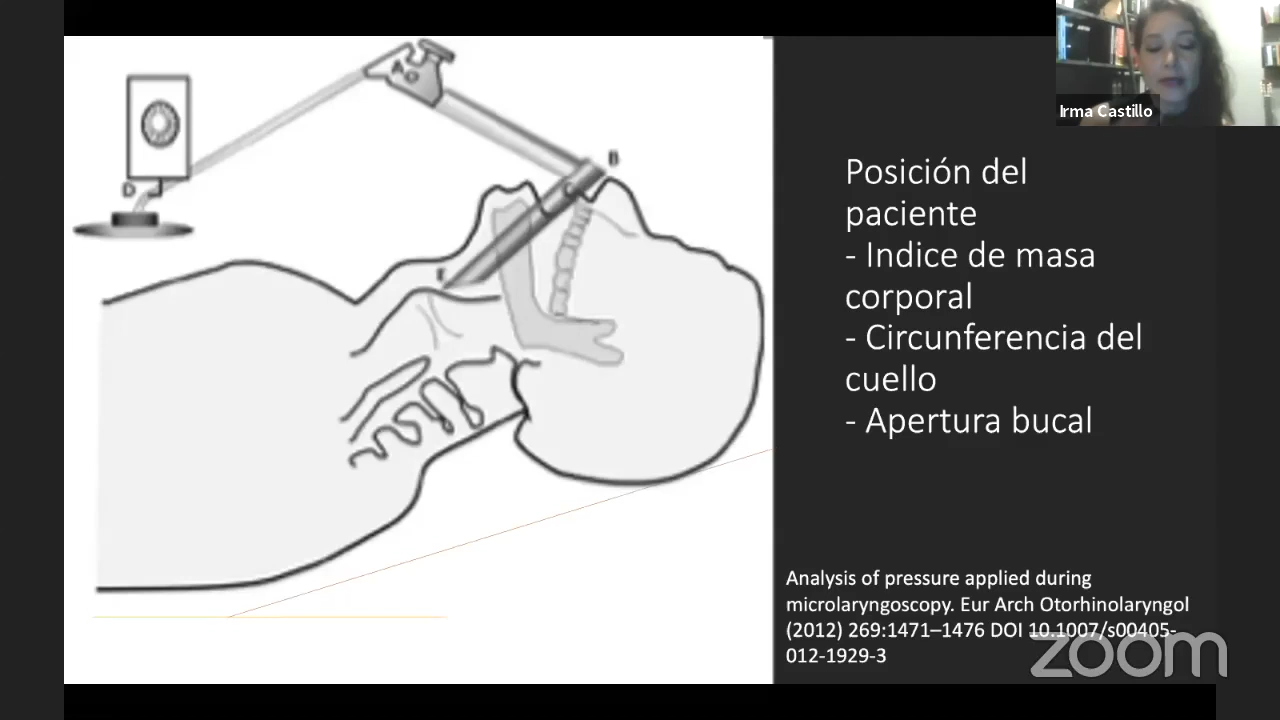 Irma Castillo
A
B
D
E
Posición del
paciente
- Indice de masa
corporal
- Circunferencia del
cuello
- Apertura bucal
Analysis of pressure applied during
microlaryngoscopy. Eur Arch Otorhinolaryngol
(2012) 269:1471–1476 DOI 10.1007/s00405-
012-1929-3
zoom